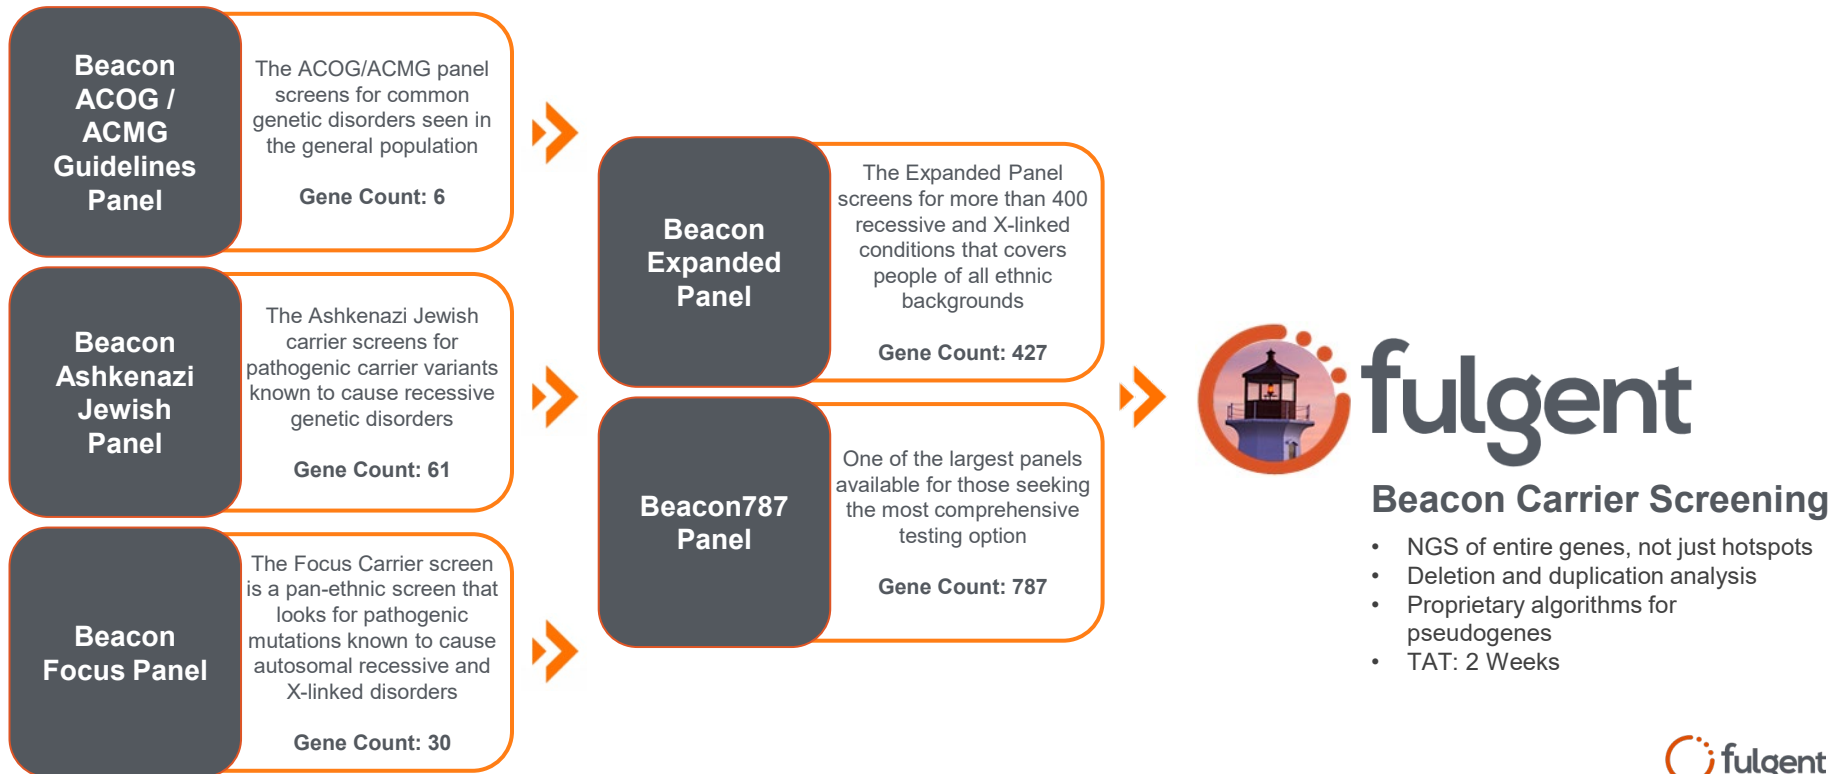 Beacon
ACOG /
ACMG
Guidelines
Panel
The ACOG/ACMG panel
screens for common
genetic disorders seen in
the general population
Gene Count: 6
Beacon
Ashkenazi
Jewish
Panel
The Ashkenazi Jewish
carrier screens for
pathogenic carrier variants
known to cause recessive
genetic disorders
Gene Count: 61
Beacon
Focus Panel
The Focus Carrier screen
is a pan-ethnic screen that
looks for pathogenic
mutations known to cause
autosomal recessive and
X-linked disorders
Gene Count: 30
Beacon
Expanded
Panel
The Expanded Panel
screens for more than 400
recessive and X-linked
conditions that covers
people of all ethnic
backgrounds
Gene Count: 427
Beacon787
Panel
One of the largest panels
available for those seeking
the most comprehensive
testing option
Gene Count: 787
fulgent
Beacon Carrier Screening
• NGS of entire genes, not just hotspots
• Deletion and duplication analysis
• Proprietary algorithms for
pseudogenes
• TAT: 2 Weeks
fulgent